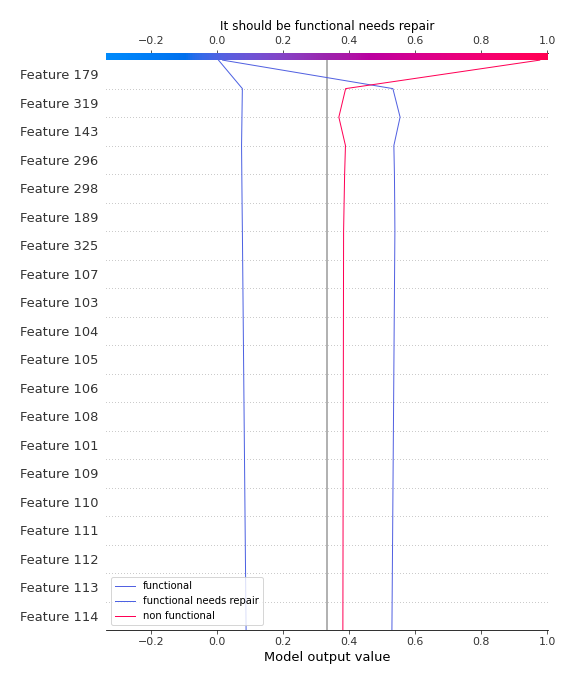 It should be functional needs repair
−0.2 0.0 0.2 0.4 0.6 0.8 1.0
Feature 179
Feature 319
Feature 143
Feature 296
Feature 298
Feature 189
Feature 325
Feature 107
Feature 103
Feature 104
Feature 105
Feature 106
Feature 108
Feature 101
Feature 109
Feature 110
Feature 111
Feature 112
Feature 113
Feature 114
functional
functional needs repair
non functional
−0.2 0.0 0.2 0.4 0.6 0.8 1.0
Model output value